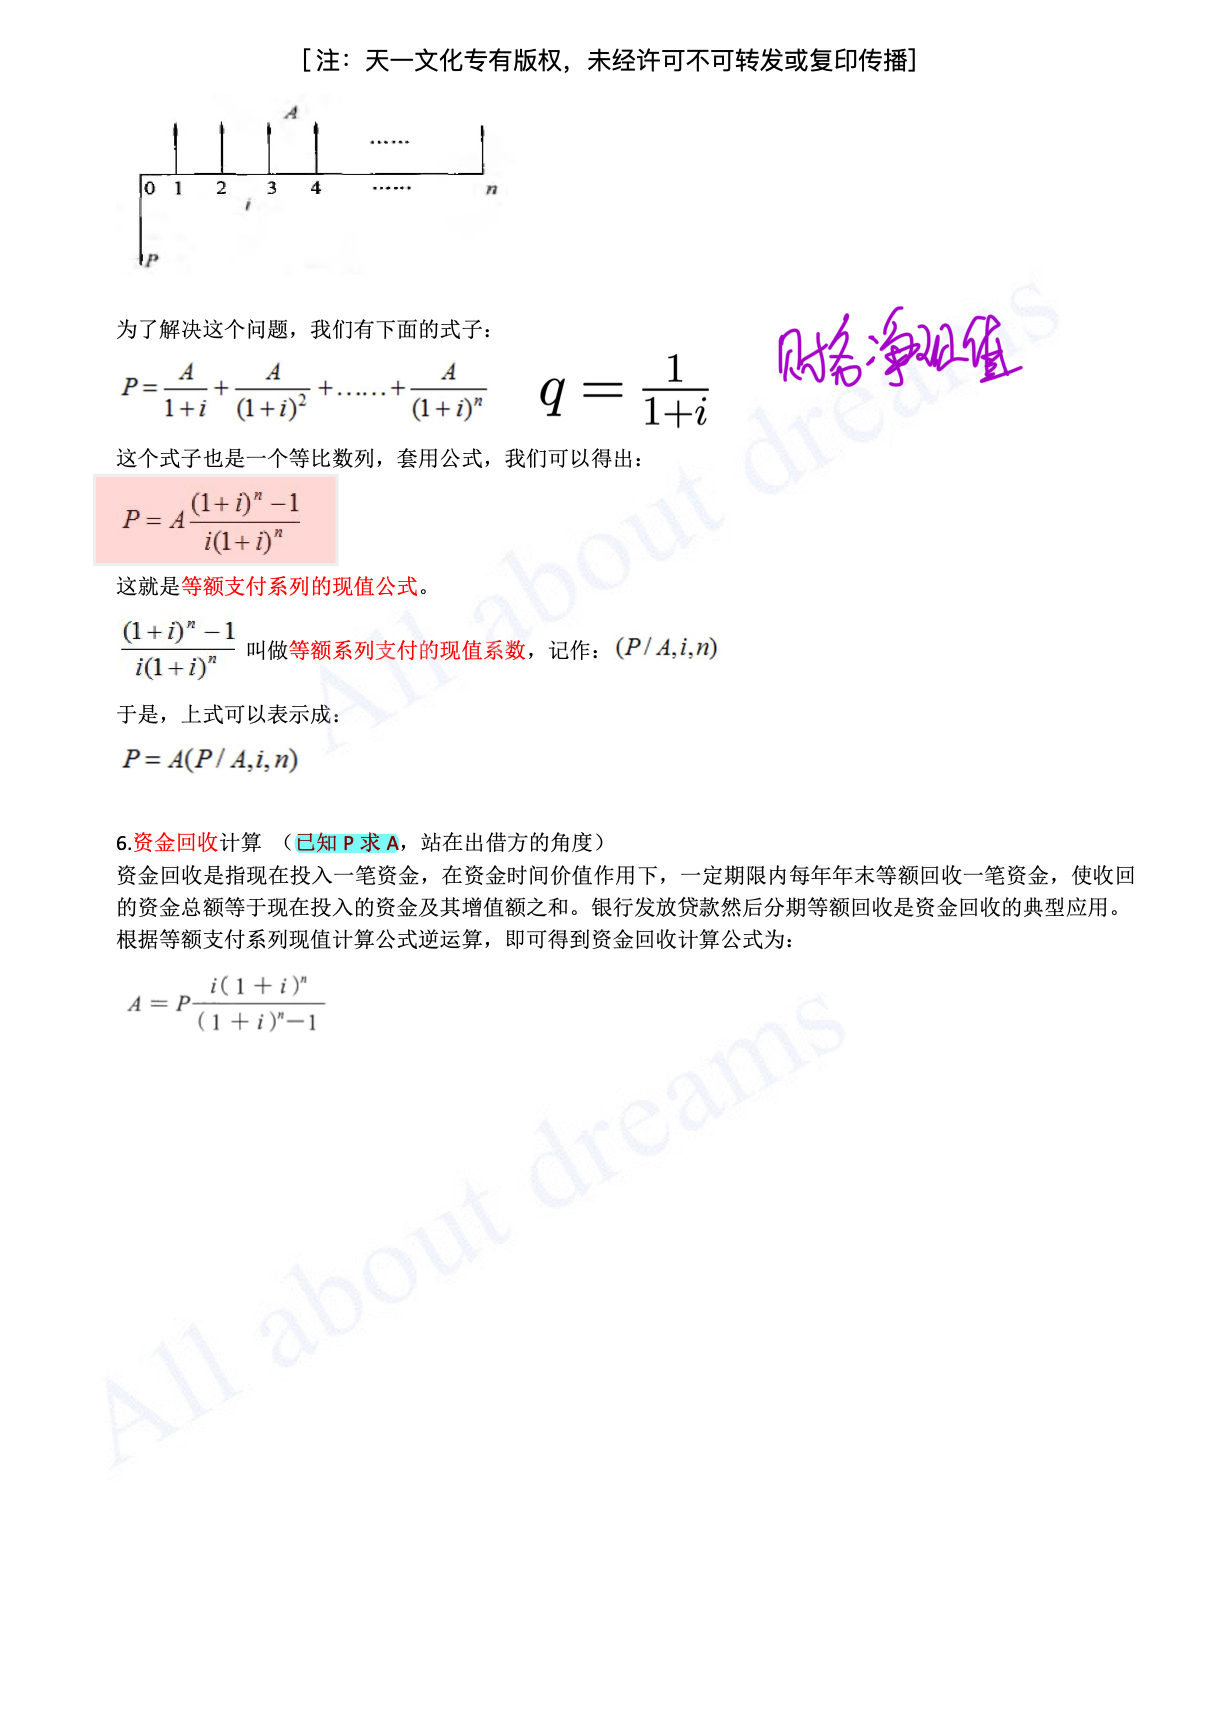 [注：天一文化专有版权，未经许可不可转发或复印传播]
A
……
0 1 2 3 4 …… n
i
P
为了解决这个问题，我们有下面的式子：
财务净现值
P = A/(1+i) + A/(1+i)² + …… + A/(1+i)ⁿ
q = 1/(1+i)
这个式子也是一个等比数列，套用公式，我们可以得出：
P = A ((1+i)ⁿ −1)/(i(1+i)ⁿ)
这就是等额支付系列的现值公式。
((1+i)ⁿ −1)/(i(1+i)ⁿ) 叫做等额系列支付的现值系数，记作：(P/A,i,n)
于是，上式可以表示成：
P = A(P/A,i,n)
6.资金回收计算 （已知 P 求 A，站在出借方的角度）
资金回收是指现在投入一笔资金，在资金时间价值作用下，一定期限内每年年末等额回收一笔资金，使收回
的资金总额等于现在投入的资金及其增值额之和。银行发放贷款然后分期等额回收是资金回收的典型应用。
根据等额支付系列现值计算公式逆运算，即可得到资金回收计算公式为：
A = P i(1+i)ⁿ/((1+i)ⁿ−1)
All about dreams
All about dreams